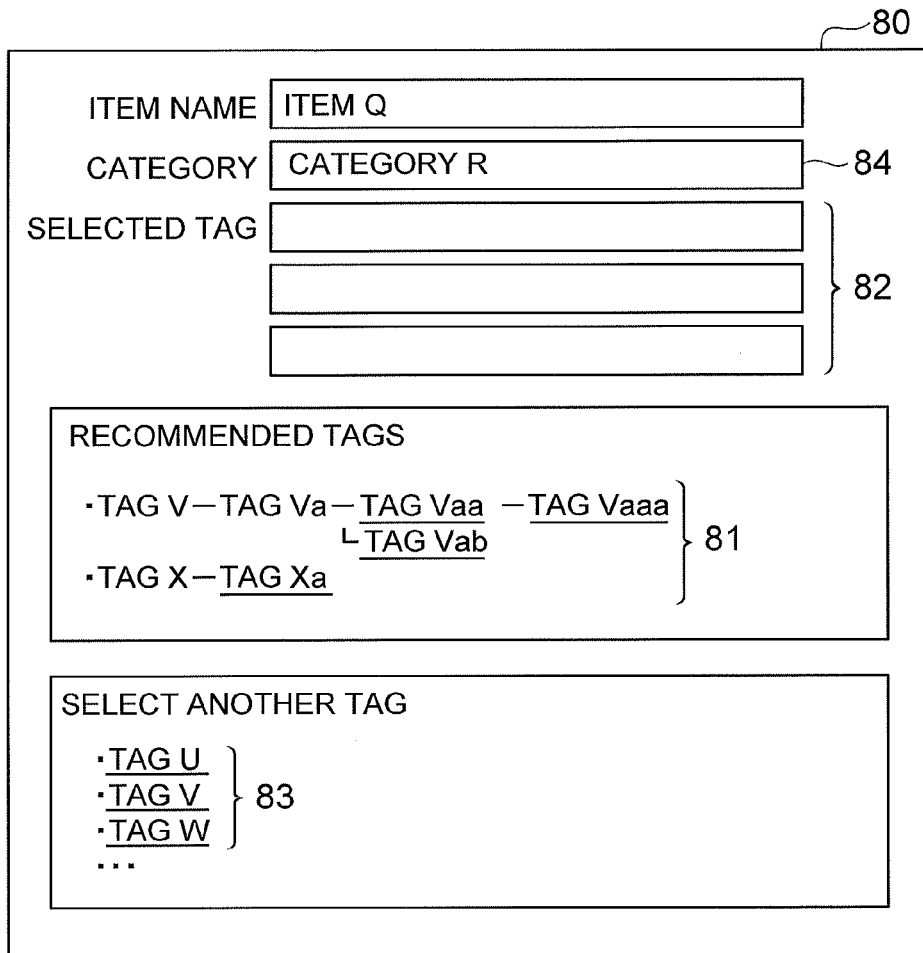 80
ITEM NAME ITEM Q
CATEGORY CATEGORY R 84
SELECTED TAG
82
RECOMMENDED TAGS
·TAG V—TAG Va—TAG Vaa —TAG Vaaa
└TAG Vab
81
·TAG X—TAG Xa
SELECT ANOTHER TAG
·TAG U
·TAG V 83
·TAG W
...